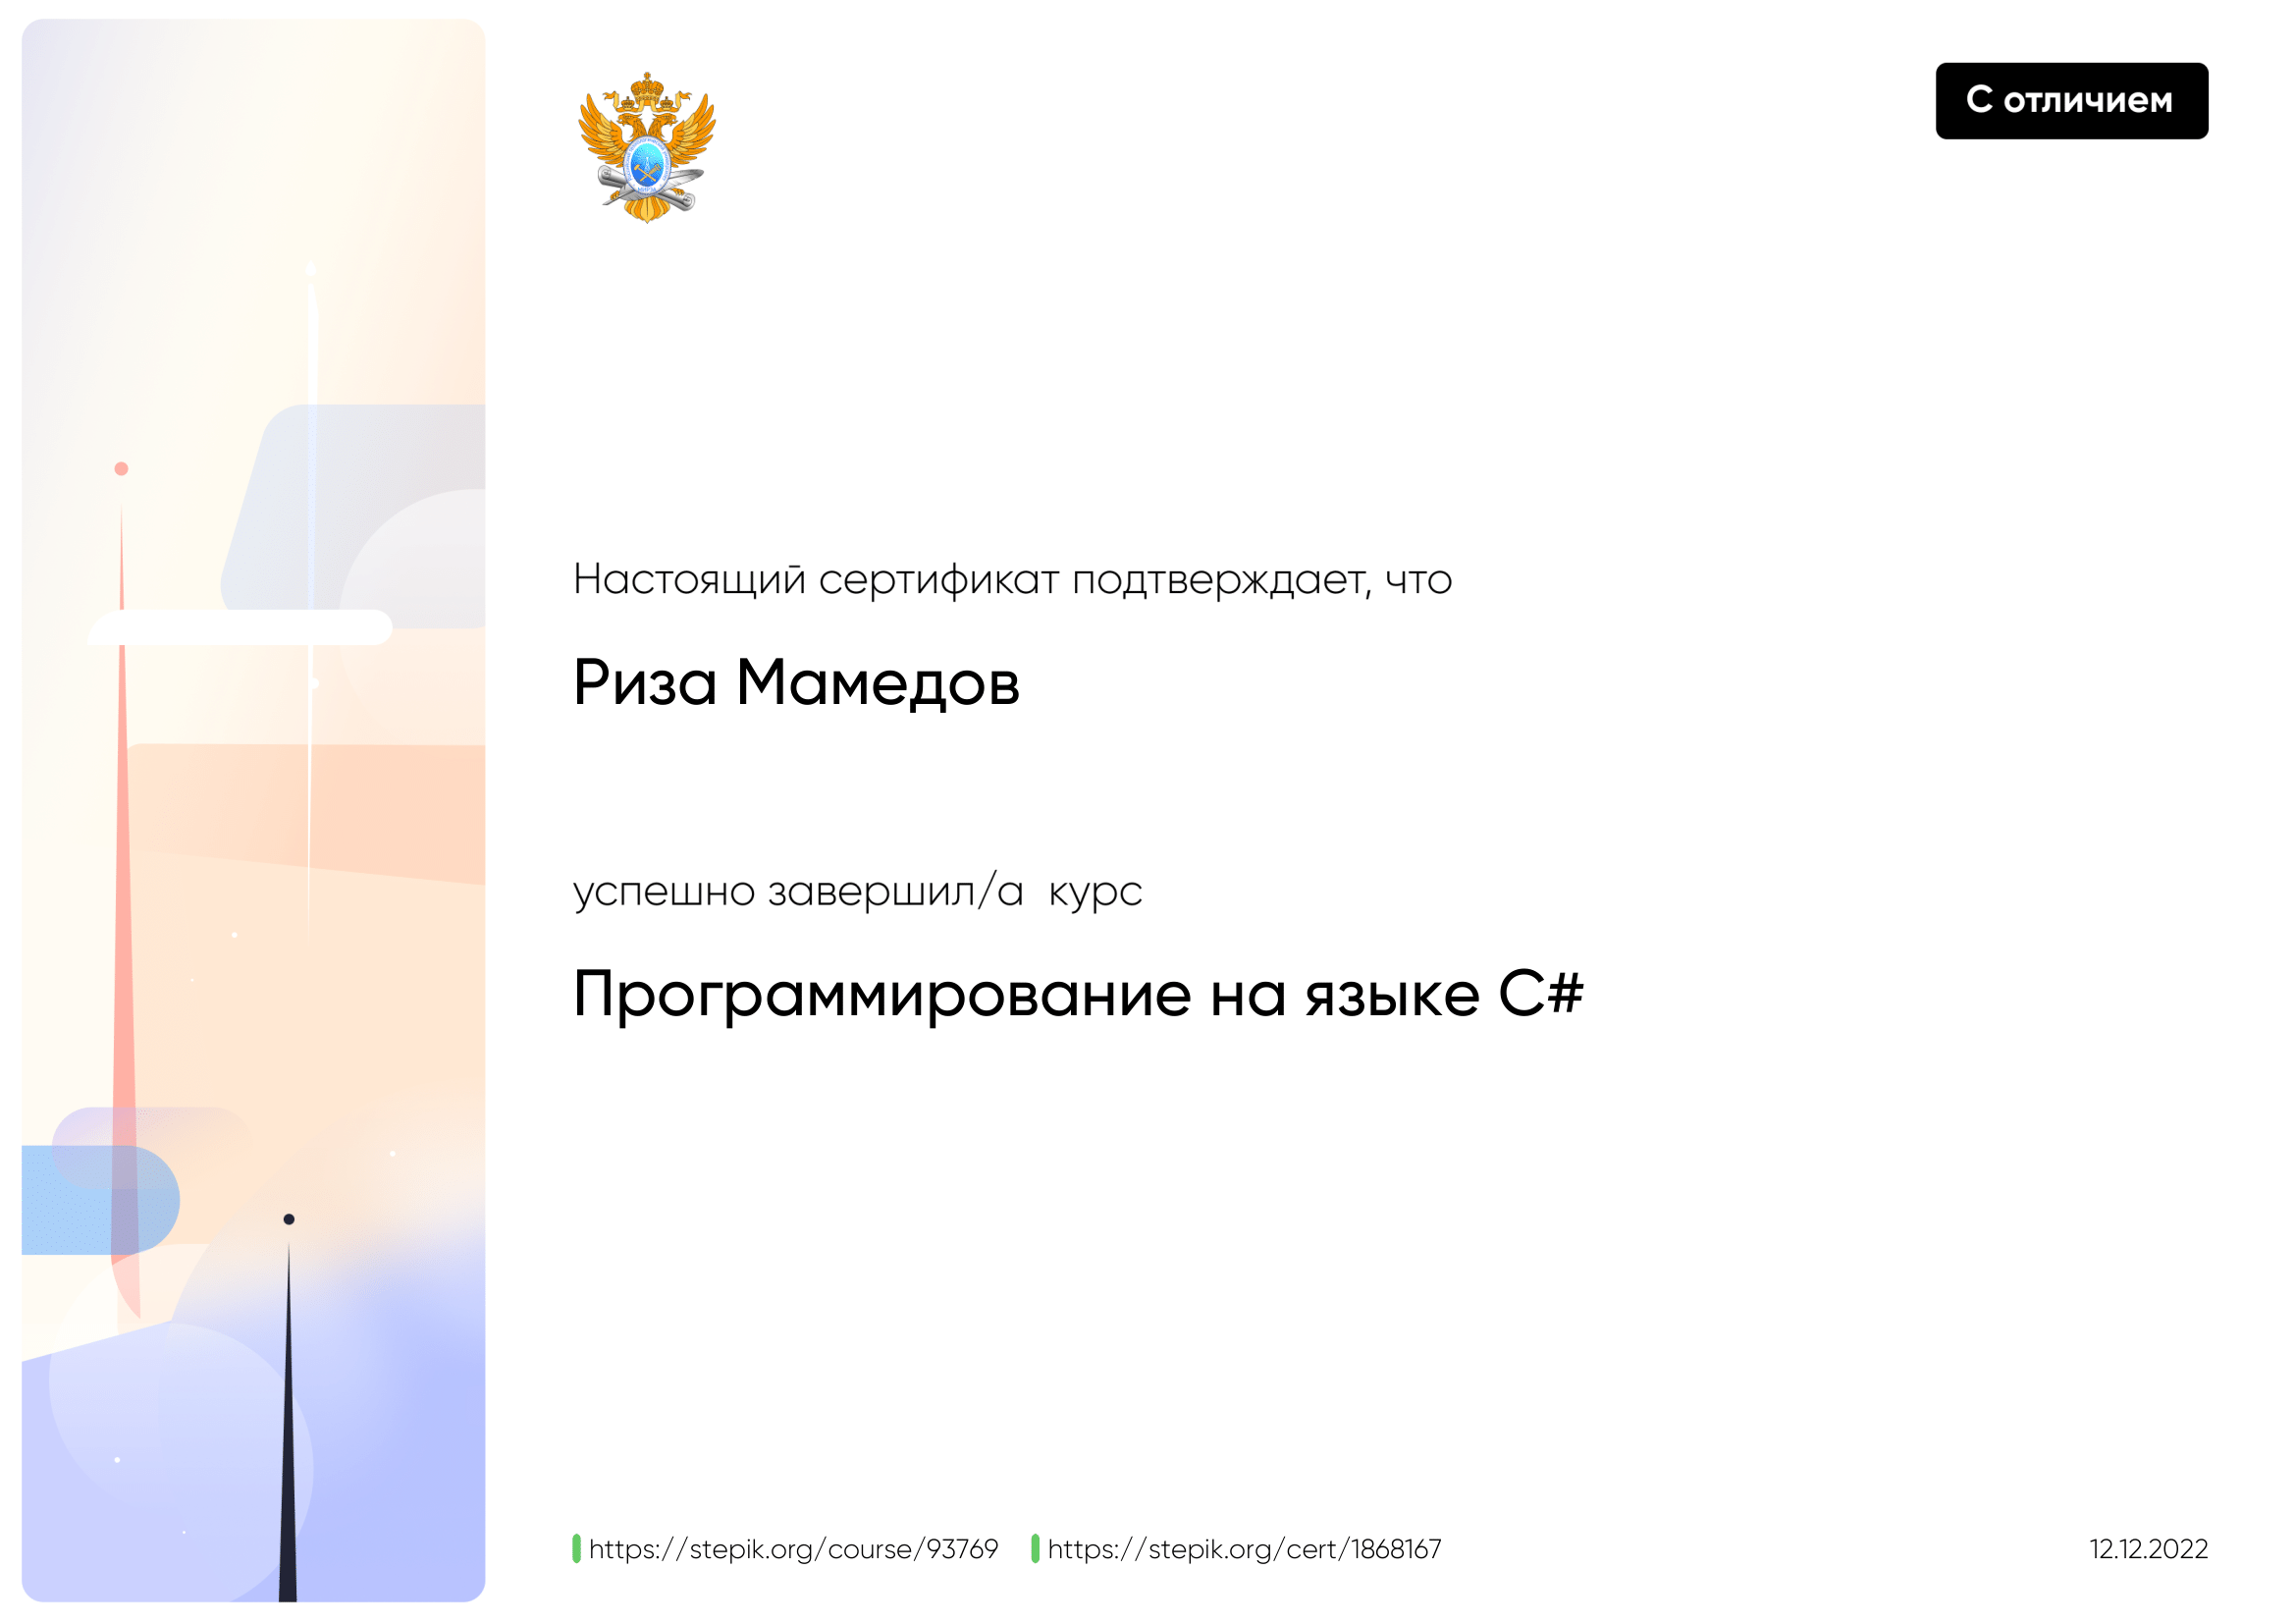 С отличием
Настоящий сертификат подтверждает, что
Риза Мамедов
успешно завершил/а курс
Программирование на языке C#
https://stepik.org/course/93769 https://stepik.org/cert/1868167 12.12.2022